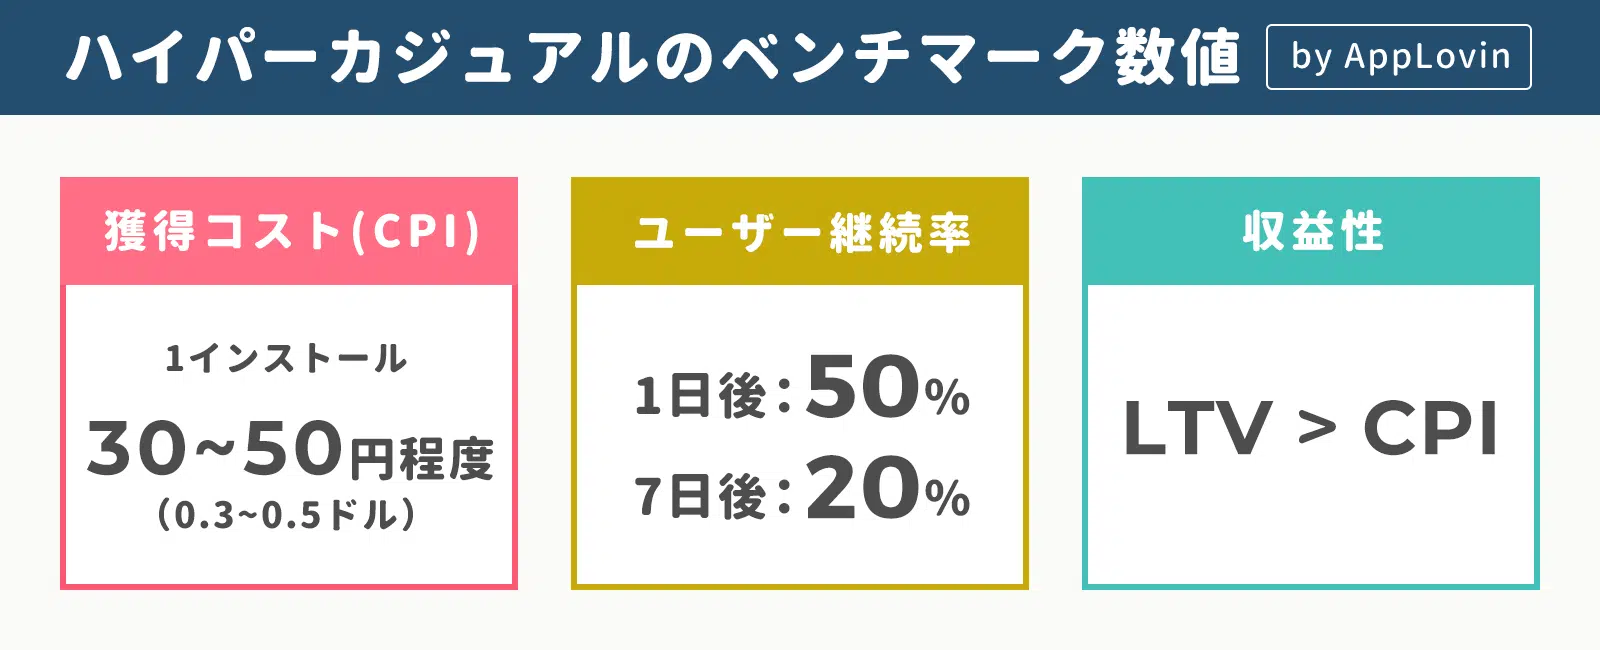 ハイパーカジュアルのベンチマーク数値 by AppLovin
獲得コスト(CPI)
1インストール
30~50円程度
(0.3~0.5ドル)
ユーザー継続率
1日後:50%
7日後:20%
収益性
LTV > CPI